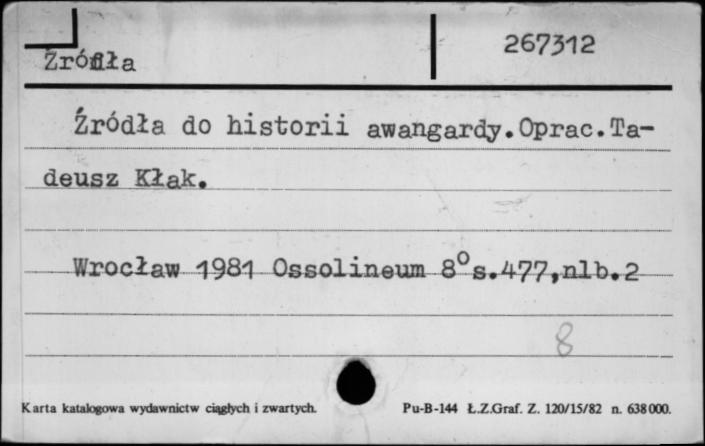 267312
Źródła
Źródła do historii awangardy.Oprac.Ta-
deusz Kłak.
Wrocław 1981 Ossolineum 8° s.477,nlb.2
8
Karta katalogowa wydawnictw ciągłych i zwartych. Pu-B-144 Ł.Z.Graf. Z. 120/15/82 n. 638000.